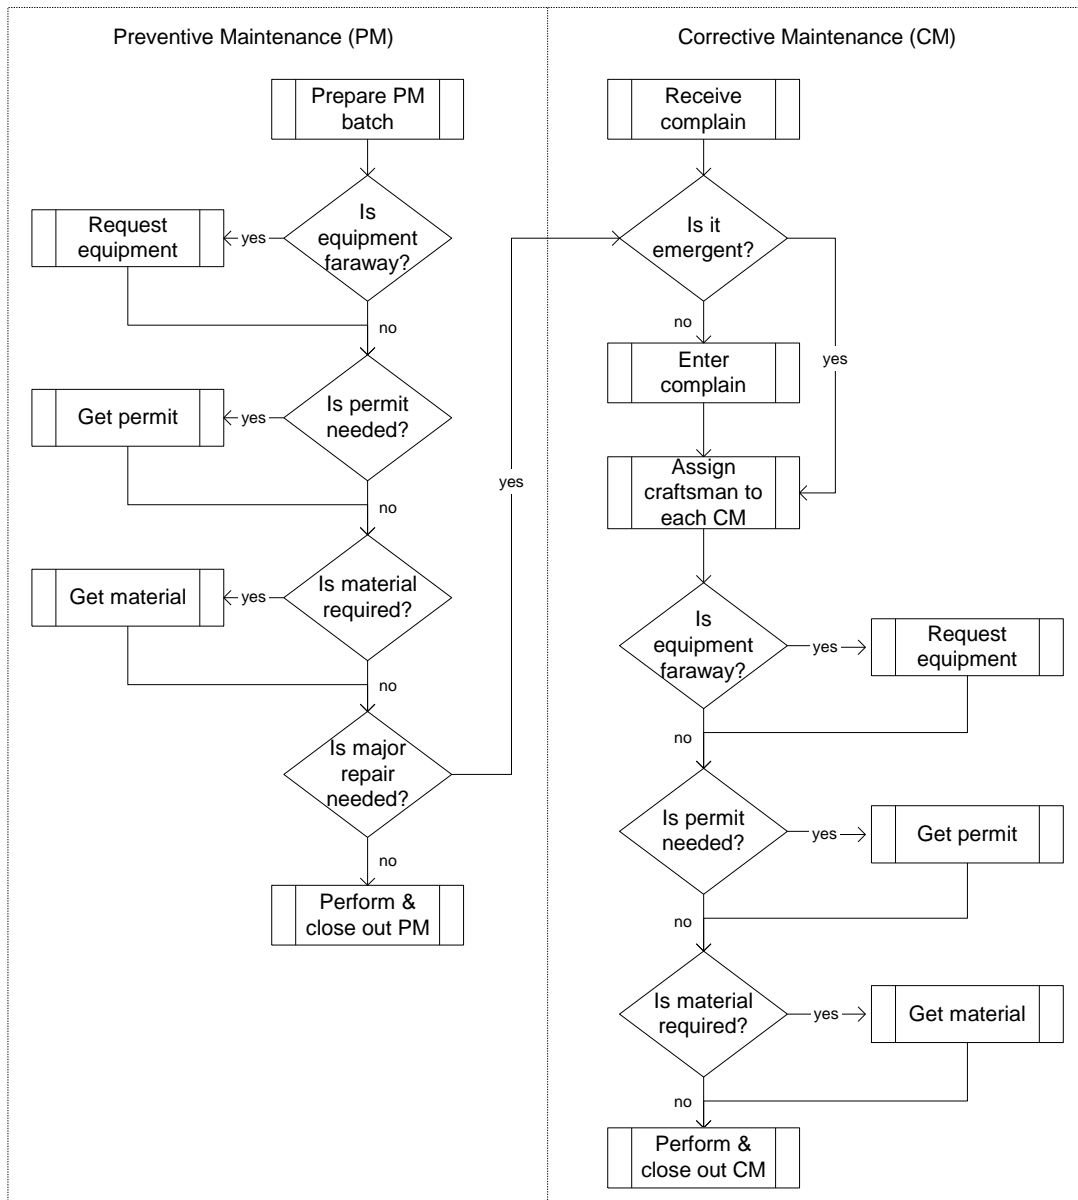 Preventive Maintenance (PM)
Prepare PM
batch
Is
equipment
faraway?
yes
Request
equipment
no
Is permit
needed?
yes
Get permit
no
Is material
required?
yes
Get material
no
Is major
repair
needed?
yes
no
Perform &
close out PM
Corrective Maintenance (CM)
Receive
complain
Is it
emergent?
no
yes
Enter
complain
Assign
craftsman to
each CM
Is
equipment
faraway?
yes
Request
equipment
no
Is permit
needed?
yes
Get permit
no
Is material
required?
yes
Get material
no
Perform &
close out CM